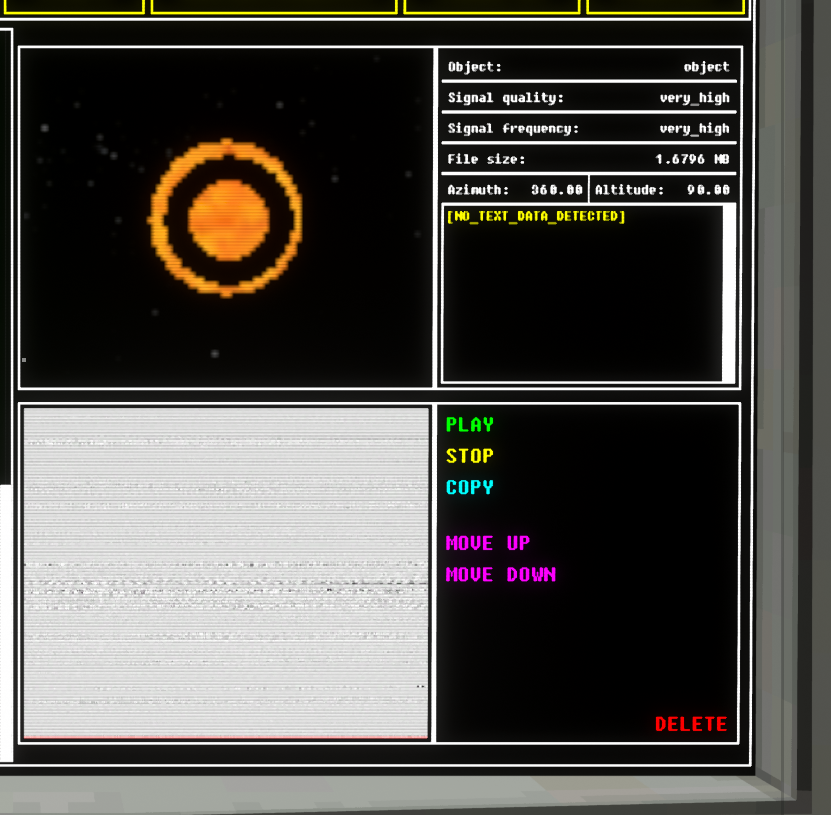 Object: object
Signal quality: very_high
Signal frequency: very_high
File size: 1.6796 MB
Azimuth: 360.00 Altitude: 90.00
[NO_TEXT_DATA_DETECTED]
PLAY
STOP
COPY
MOVE UP
MOVE DOWN
DELETE